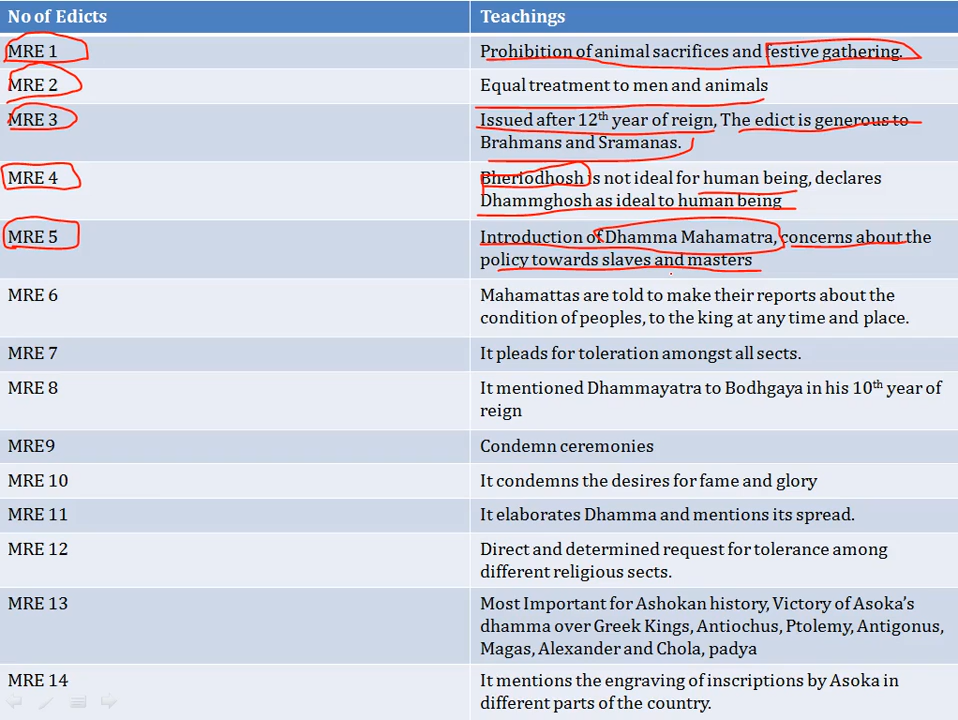 No of Edicts Teachings
MRE 1 Prohibition of animal sacrifices and festive gathering.
MRE 2 Equal treatment to men and animals
MRE 3 Issued after 12th year of reign, The edict is generous to
Brahmans and Sramanas.
MRE 4 Bheriodhosh is not ideal for human being, declares
Dhammghosh as ideal to human being
MRE 5 Introduction of Dhamma Mahamatra, concerns about the
policy towards slaves and masters
MRE 6 Mahamattas are told to make their reports about the
condition of peoples, to the king at any time and place.
MRE 7 It pleads for toleration amongst all sects.
MRE 8 It mentioned Dhammayatra to Bodhgaya in his 10th year of
reign
MRE9 Condemn ceremonies
MRE 10 It condemns the desires for fame and glory
MRE 11 It elaborates Dhamma and mentions its spread.
MRE 12 Direct and determined request for tolerance among
different religious sects.
MRE 13 Most Important for Ashokan history, Victory of Asoka's
dhamma over Greek Kings, Antiochus, Ptolemy, Antigonus,
Magas, Alexander and Chola, padya
MRE 14 It mentions the engraving of inscriptions by Asoka in
different parts of the country.